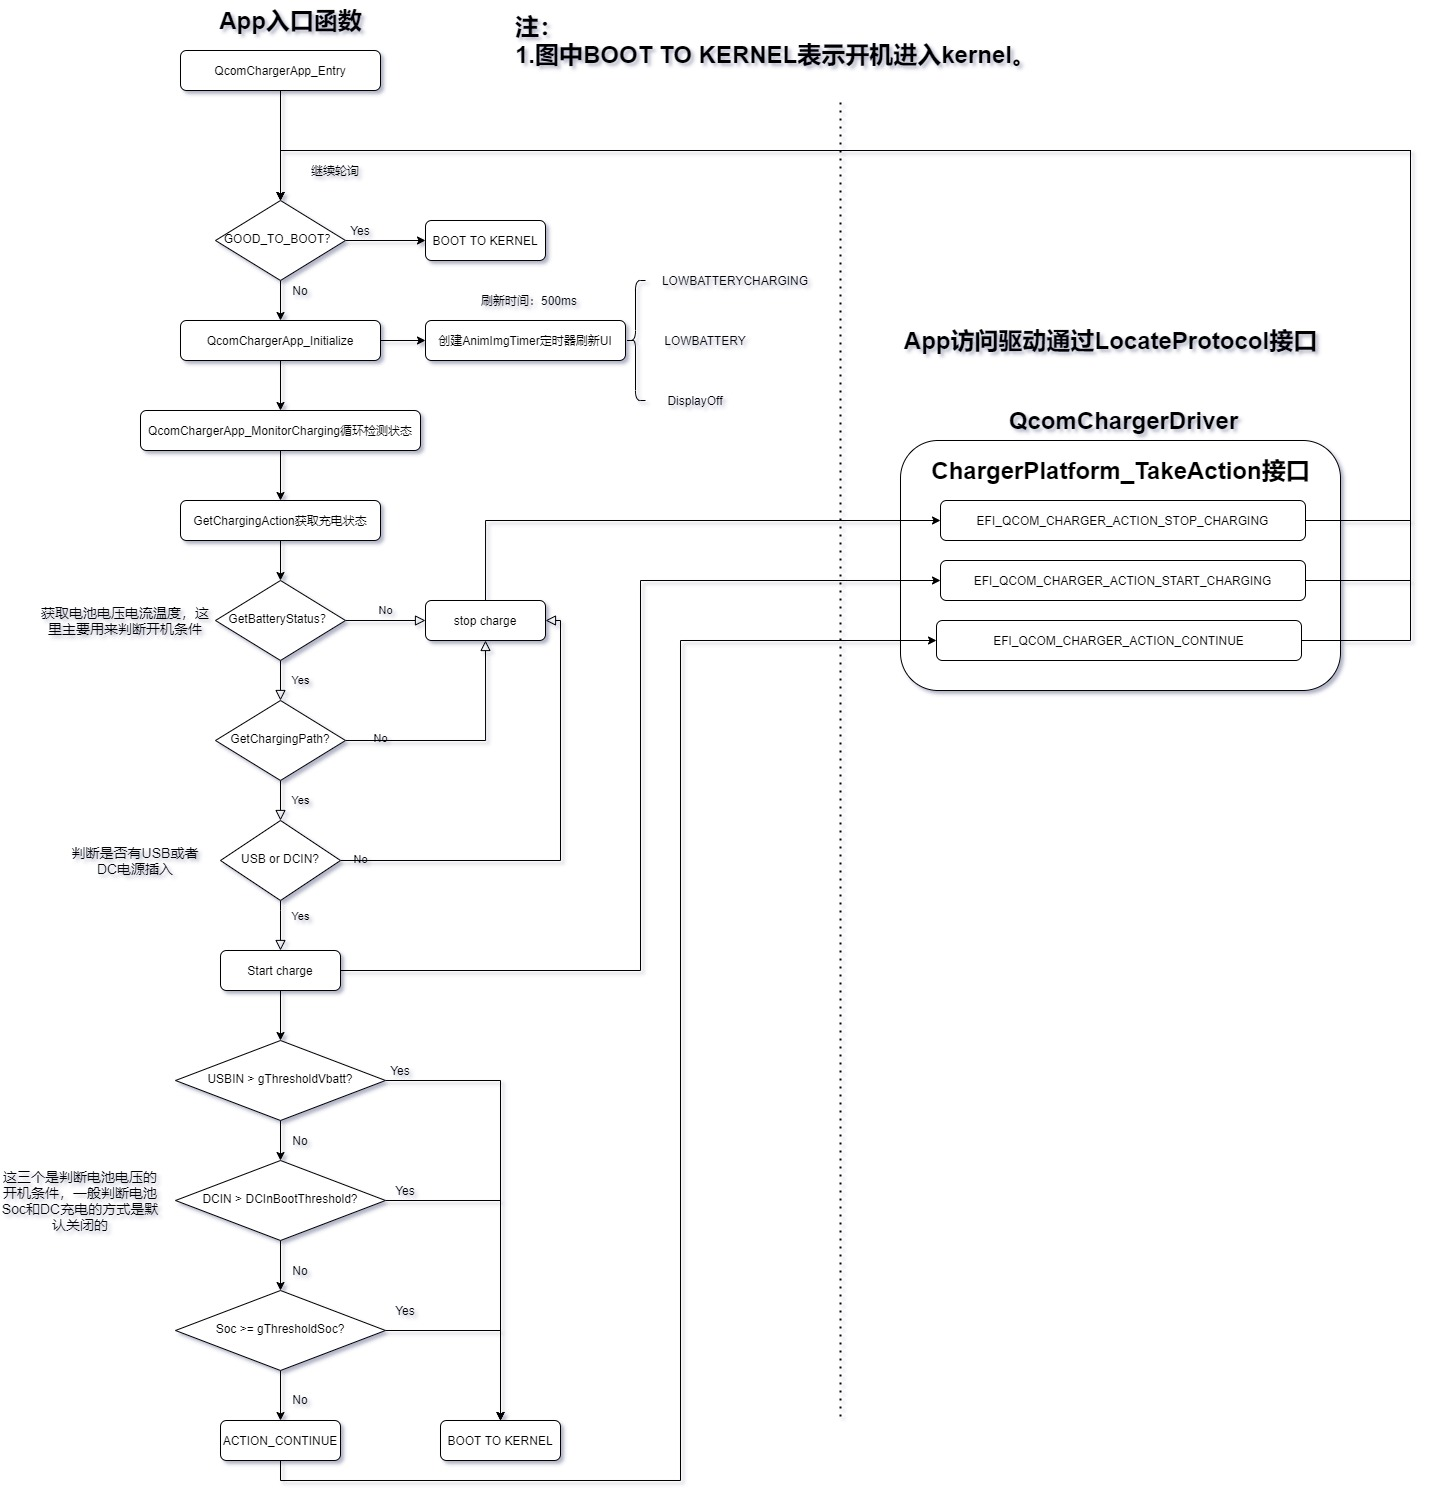 App入口函数
注：
1.图中BOOT TO KERNEL表示开机进入kernel。
QcomChargerApp_Entry
继续轮询
GOOD_TO_BOOT?
Yes
BOOT TO KERNEL
No
刷新时间：500ms
QcomChargerApp_Initialize
创建AnimImgTimer定时器刷新UI
LOWBATTERYCHARGING
LOWBATTERY
DisplayOff
App访问驱动通过LocateProtocol接口
QcomChargerDriver
ChargerPlatform_TakeAction接口
EFI_QCOM_CHARGER_ACTION_STOP_CHARGING
EFI_QCOM_CHARGER_ACTION_START_CHARGING
EFI_QCOM_CHARGER_ACTION_CONTINUE
QcomChargerApp_MonitorCharging循环检测状态
GetChargingAction获取充电状态
获取电池电压电流温度，这
里主要用来判断开机条件
GetBatteryStatus?
No
stop charge
Yes
GetChargingPath?
No
Yes
判断是否有USB或者
DC电源插入
USB or DCIN?
No
Yes
Start charge
USBIN > gThresholdVbatt?
Yes
No
这三个是判断电池电压的
开机条件，一般判断电池
Soc和DC充电的方式是默
认关闭的
DCIN > DCInBootThreshold?
Yes
No
Soc >= gThresholdSoc?
Yes
No
ACTION_CONTINUE
BOOT TO KERNEL